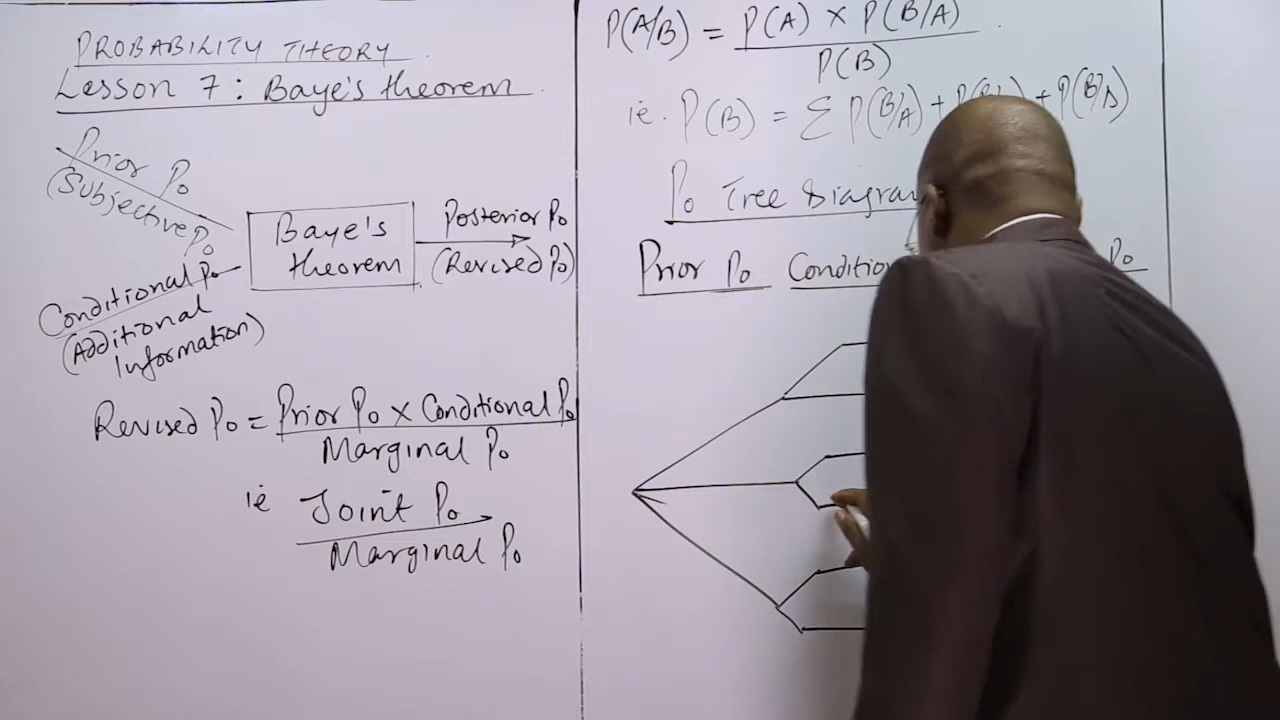 PROBABILITY THEORY
Lesson 7: Baye's theorem
Prior Po
(Subjective Po
Conditional Po
(Additional
Information)
Baye's
theorem
Posterior Po
(Revised Po)
Revised Po = Prior Po x Conditional Po
Marginal Po
ie Joint Po
Marginal Po
P(A/B) = P(A) x P(B/A)
P(B)
ie. P(B) = Σ P(B/A) + + P(B/A)
Po Tree Diagram
Prior Po Condition Po